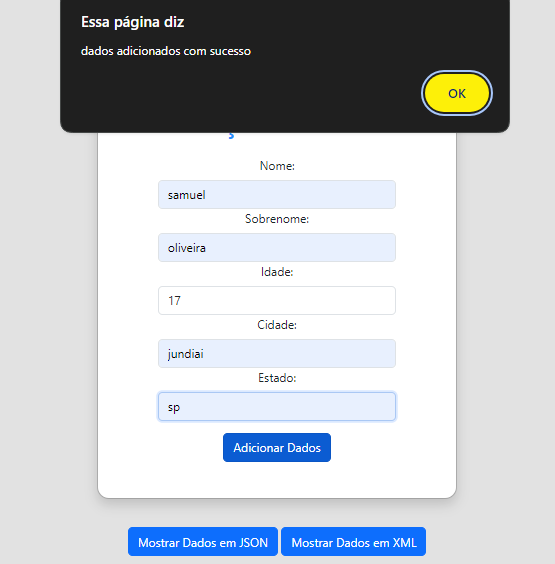 Essa página diz
dados adicionados com sucesso
OK
Nome:
samuel
Sobrenome:
oliveira
Idade:
17
Cidade:
jundiai
Estado:
sp
Adicionar Dados
Mostrar Dados em JSON
Mostrar Dados em XML